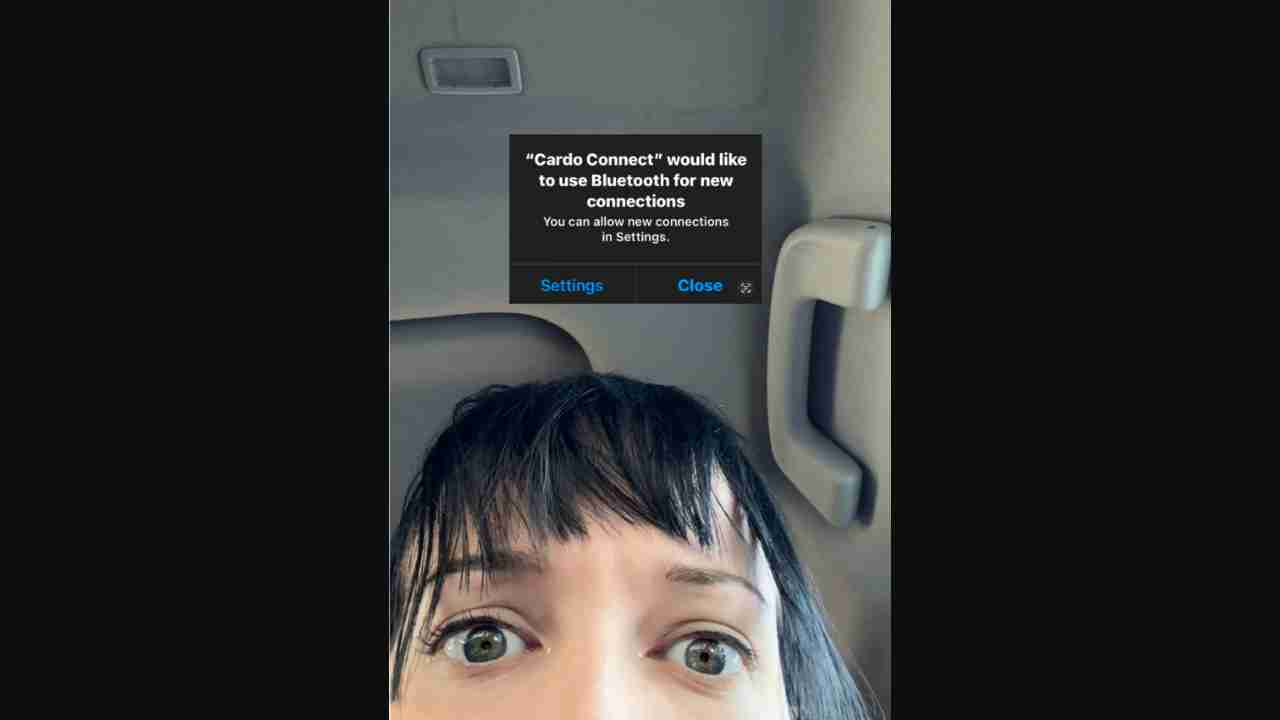 “Cardo Connect” would like
to use Bluetooth for new
connections
You can allow new connections
in Settings.
Settings
Close